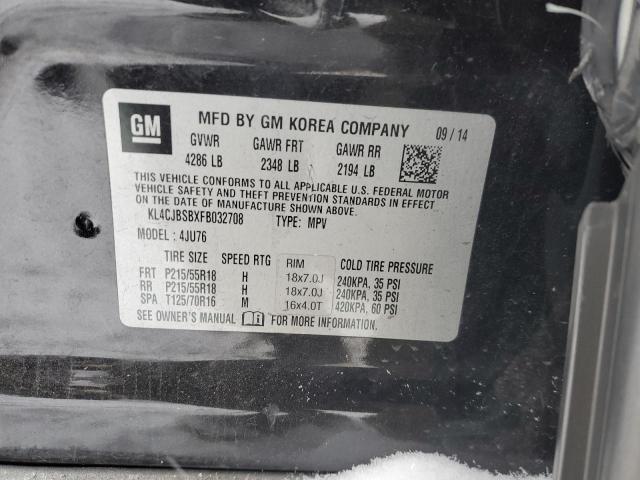 GM
MFD BY GM KOREA COMPANY 09 / 14
GVWR GAWR FRT GAWR RR
4286 LB 2348 LB 2194 LB
THIS VEHICLE CONFORMS TO ALL APPLICABLE U.S. FEDERAL MOTOR
VEHICLE SAFETY AND THEFT PREVENTION STANDARDS IN EFFECT
ON THE DATE OF MANUFACTURE SHOWN ABOVE.
KL4CJBSBXFB032708 TYPE: MPV
MODEL : 4JU76
TIRE SIZE SPEED RTG RIM COLD TIRE PRESSURE
FRT P215/55R18 H 18x7.0J 240KPA, 35 PSI
RR P215/55R18 H 18x7.0J 240KPA, 35 PSI
SPA T125/70R16 M 16x4.0T 420KPA, 60 PSI
SEE OWNER'S MANUAL FOR MORE INFORMATION.